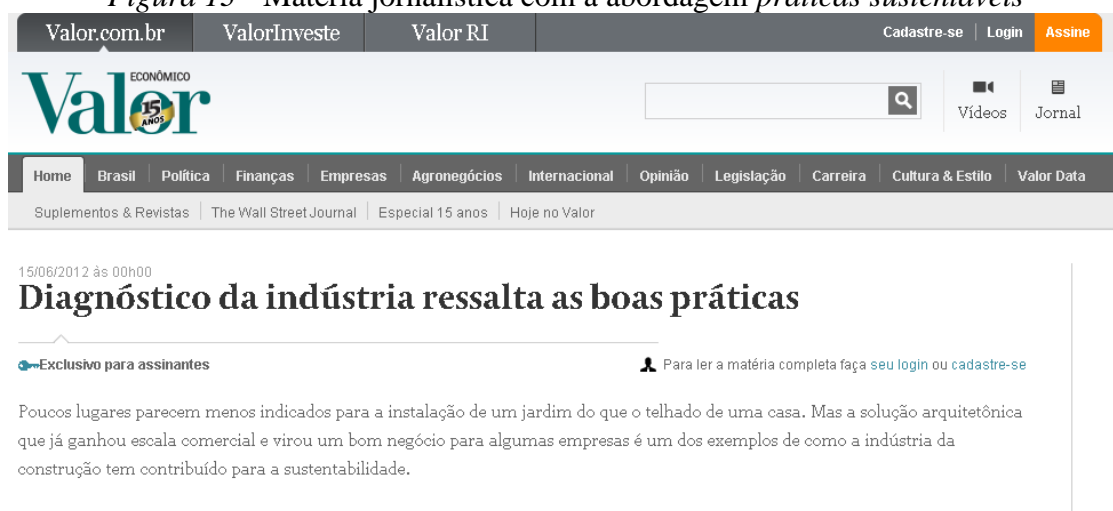 Figura 15 - Matéria jornalística com a abordagem práticas sustentáveis
Valor.com.br ValorInveste Valor RI Cadastre-se Login Assine
Valor ECONÔMICO 15 ANOS
Vídeos Jornal
Home Brasil Política Finanças Empresas Agronegócios Internacional Opinião Legislação Carreira Cultura & Estilo Valor Data
Suplementos & Revistas The Wall Street Journal Especial 15 anos Hoje no Valor
15/06/2012 às 00h00
Diagnóstico da indústria ressalta as boas práticas
Exclusivo para assinantes Para ler a matéria completa faça seu login ou cadastre-se
Poucos lugares parecem menos indicados para a instalação de um jardim do que o telhado de uma casa. Mas a solução arquitetônica
que já ganhou escala comercial e virou um bom negócio para algumas empresas é um dos exemplos de como a indústria da
construção tem contribuído para a sustentabilidade.